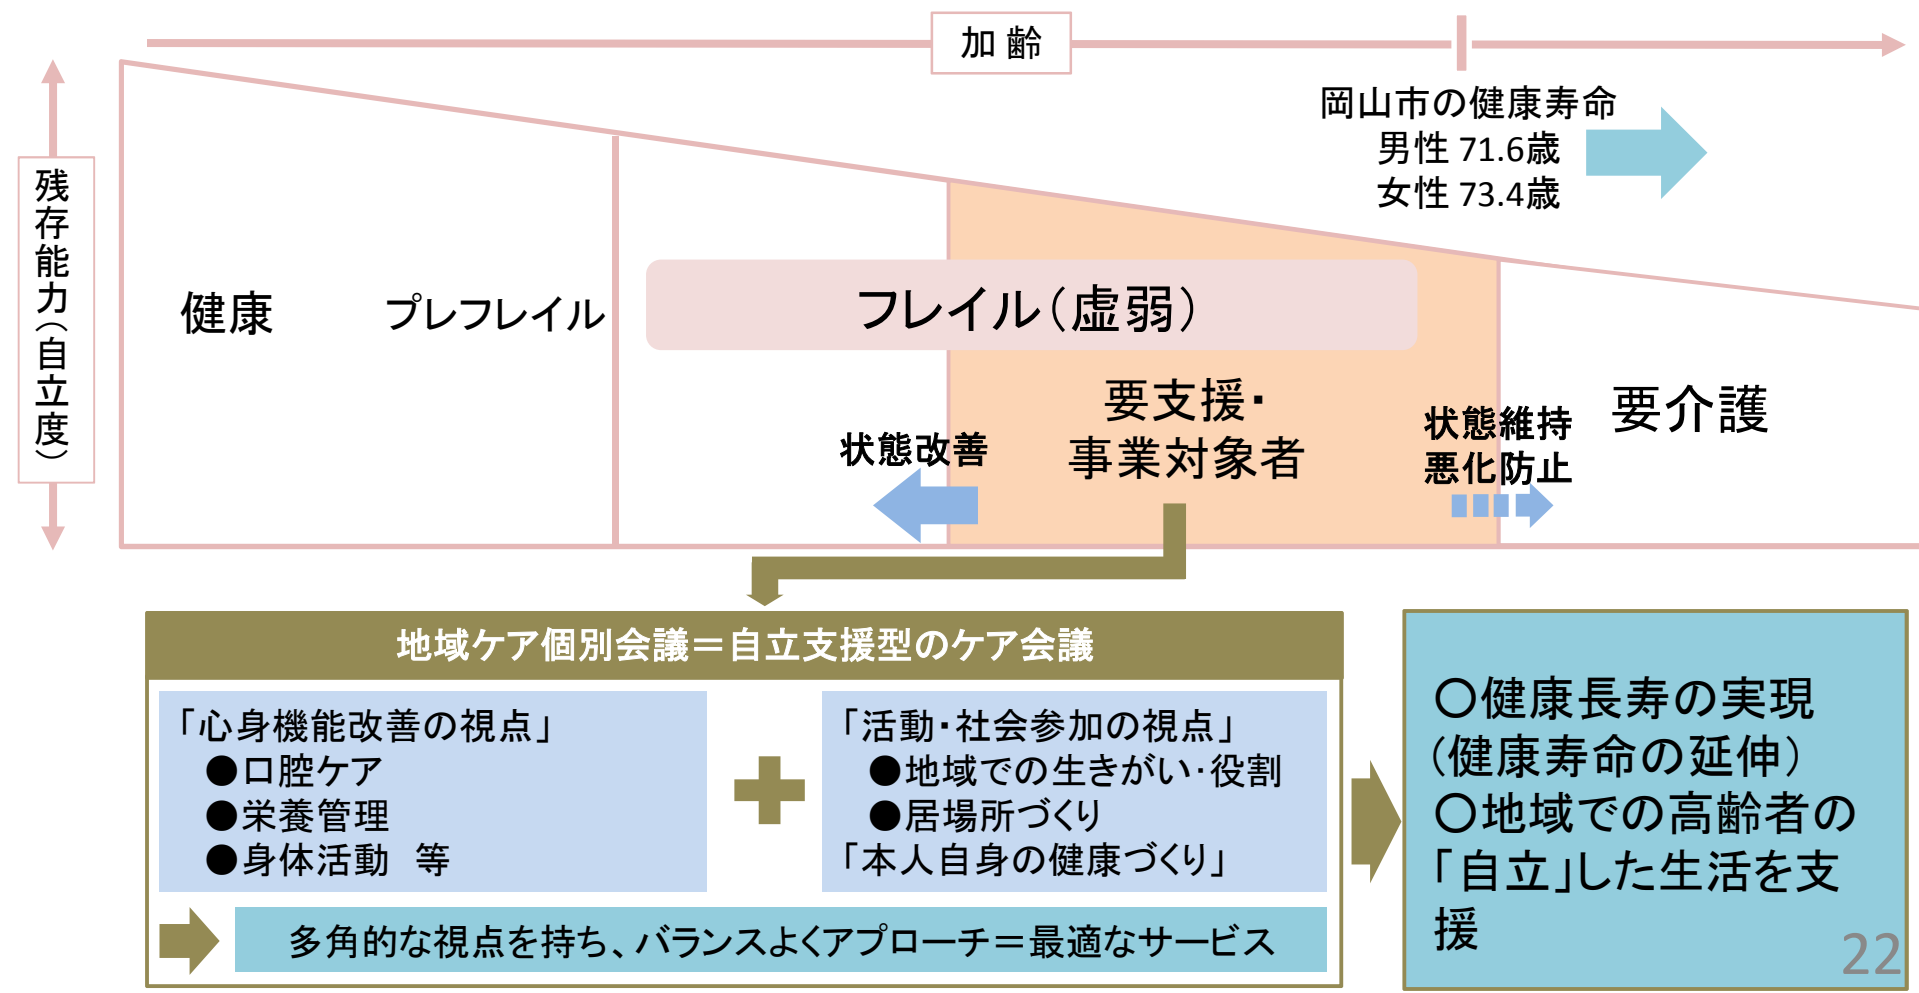 加 齢
岡山市の健康寿命
男性 71.6歳
女性 73.4歳
残存能力(自立度)
健康
プレフレイル
フレイル(虚弱)
要支援・
事業対象者
状態改善
状態維持
悪化防止
要介護
地域ケア個別会議=自立支援型のケア会議
「心身機能改善の視点」
●口腔ケア
●栄養管理
●身体活動 等
「活動・社会参加の視点」
●地域での生きがい・役割
●居場所づくり
「本人自身の健康づくり」
多角的な視点を持ち、バランスよくアプローチ=最適なサービス
〇健康長寿の実現
(健康寿命の延伸)
〇地域での高齢者の
「自立」した生活を支
援
22